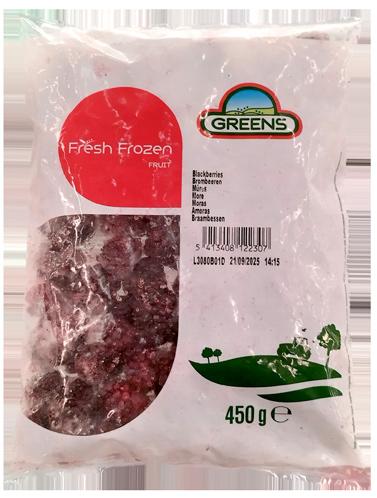 GREENS
Fresh Frozen
FRUIT
Blackberries
Brombeeren
Mûres
More
Moras
Amoras
Braambessen
5 413408 122307
L3080B01D 21/09/2025 14:15
450 g e